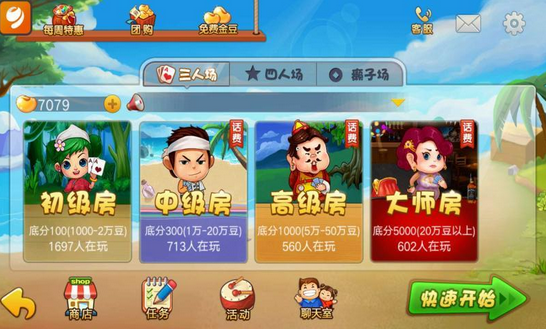 每周特惠
团购
免费金豆
客服
三人场
四人场
癞子场
7079
初级房
底分100(1000-2万豆)
1697人在玩
话费
中级房
底分300(1万-20万豆)
713人在玩
话费
高级房
底分1000(5万-50万豆)
560人在玩
话费
大师房
底分5000(20万豆以上)
602人在玩
shop
商店
任务
活动
聊天室
快速开始